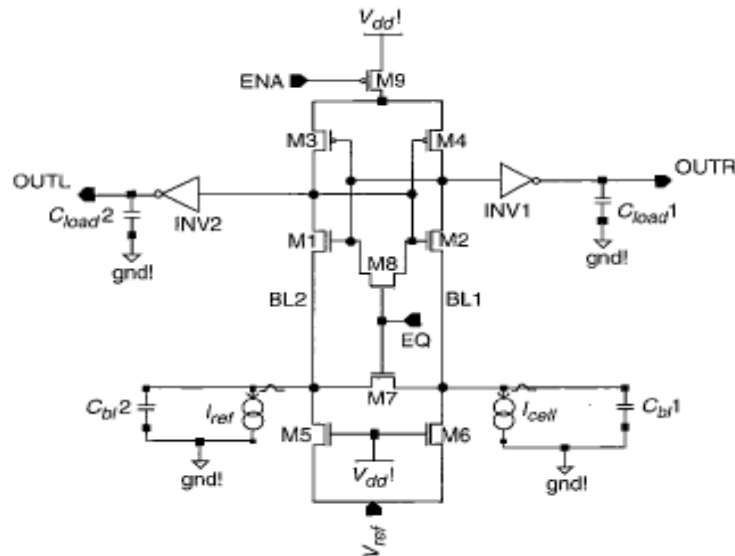 V_dd!
ENA
M9
M3
M4
OUTL
OUTR
INV2
INV1
C_load2
C_load1
M1
M2
gnd!
gnd!
M8
BL2
BL1
EQ
C_bl2
I_ref
M7
I_cell
C_bl1
M5
M6
gnd!
V_dd!
gnd!
V_ref